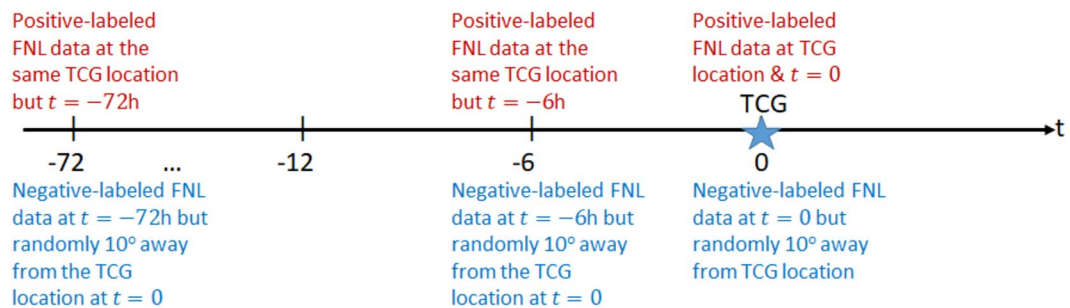 Positive-labeled
FNL data at the
same TCG location
but t = −72h
Positive-labeled
FNL data at the
same TCG location
but t = −6h
Positive-labeled
FNL data at TCG
location & t = 0
TCG
t
-72
...
-12
-6
0
Negative-labeled FNL
data at t = −72h but
randomly 10° away
from the TCG
location at t = 0
Negative-labeled FNL
data at t = −6h but
randomly 10° away
from the TCG
location at t = 0
Negative-labeled FNL
data at t = 0 but
randomly 10° away
from TCG location